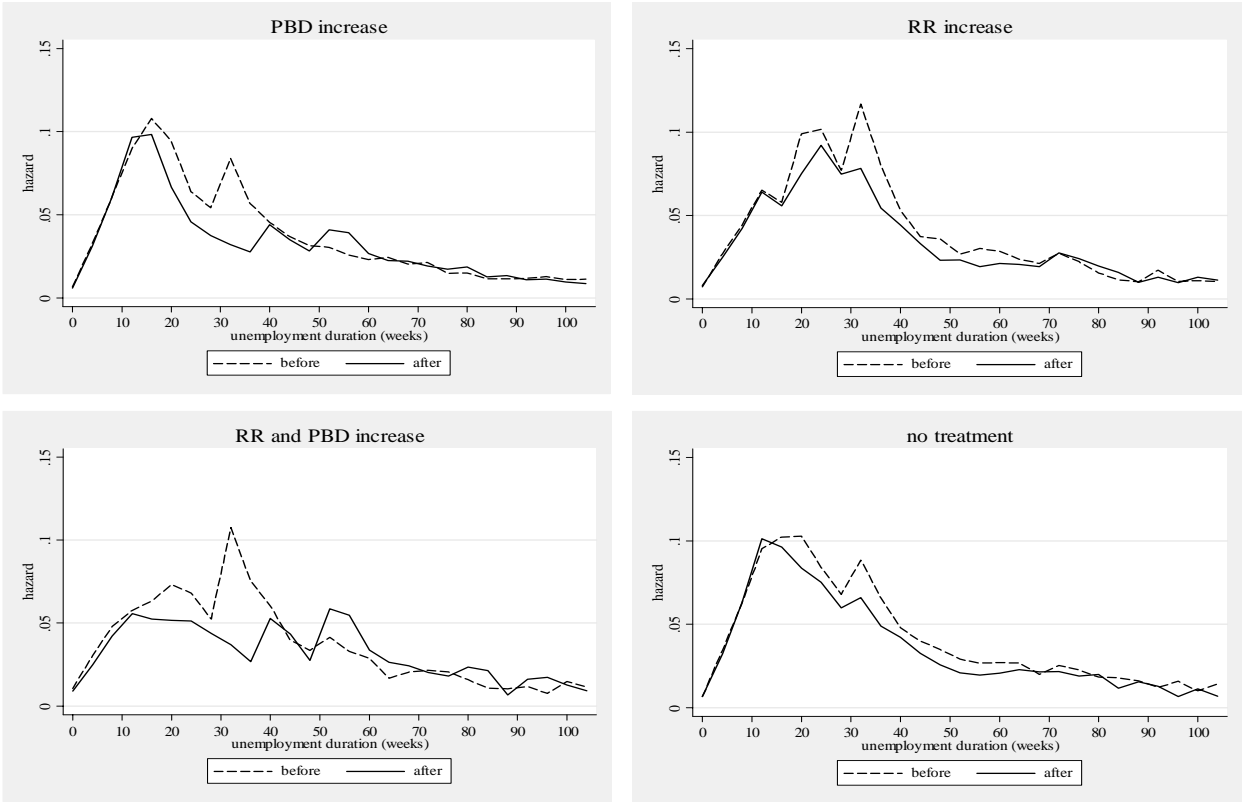 PBD increase
hazard
.15
.1
.05
0
0 10 20 30 40 50 60 70 80 90 100
unemployment duration (weeks)
before after
RR increase
hazard
.15
.1
.05
0
0 10 20 30 40 50 60 70 80 90 100
unemployment duration (weeks)
before after
RR and PBD increase
hazard
.15
.1
.05
0
0 10 20 30 40 50 60 70 80 90 100
unemployment duration (weeks)
before after
no treatment
hazard
.15
.1
.05
0
0 10 20 30 40 50 60 70 80 90 100
unemployment duration (weeks)
before after